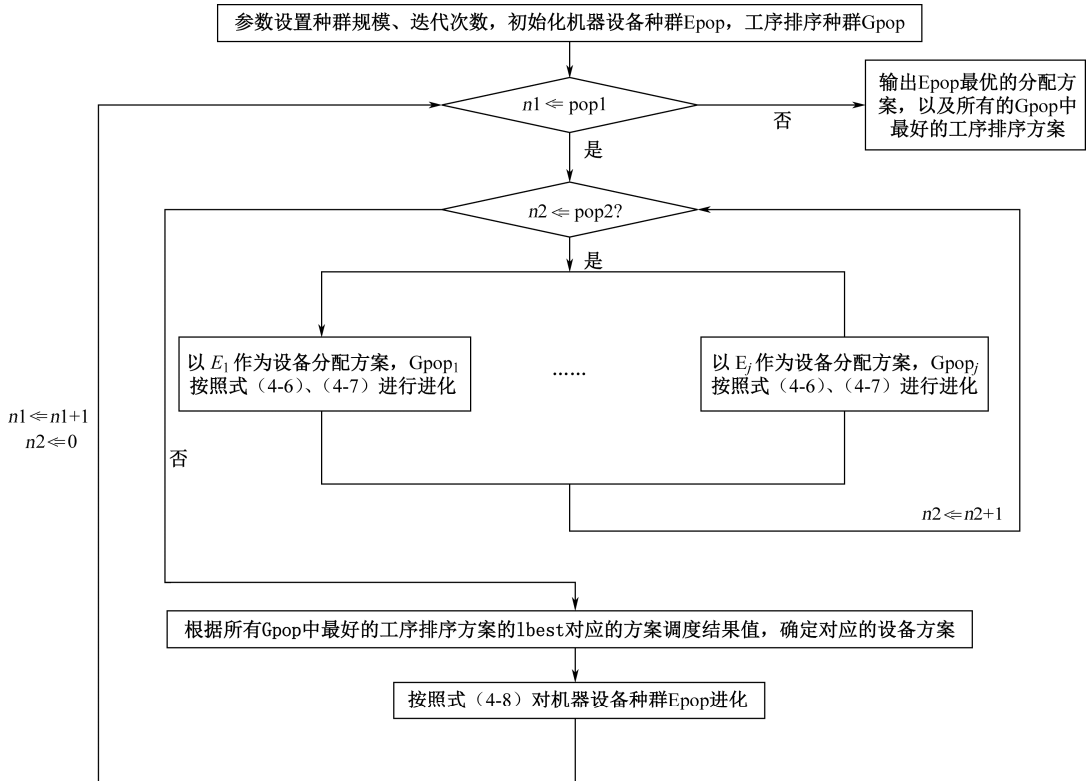 参数设置种群规模、迭代次数，初始化机器设备种群Epop，工序排序种群Gpop
n1⇐pop1
否
输出Epop最优的分配方
案，以及所有的Gpop中
最好的工序排序方案
是
n2⇐pop2?
是
以 E1 作为设备分配方案，Gpop1
按照式（4-6）、（4-7）进行进化
……
以 Ej 作为设备分配方案，Gpopj
按照式（4-6）、（4-7）进行进化
n1⇐n1+1
n2⇐0
否
n2⇐n2+1
根据所有Gpop中最好的工序排序方案的lbest对应的方案调度结果值，确定对应的设备方案
按照式（4-8）对机器设备种群Epop进化